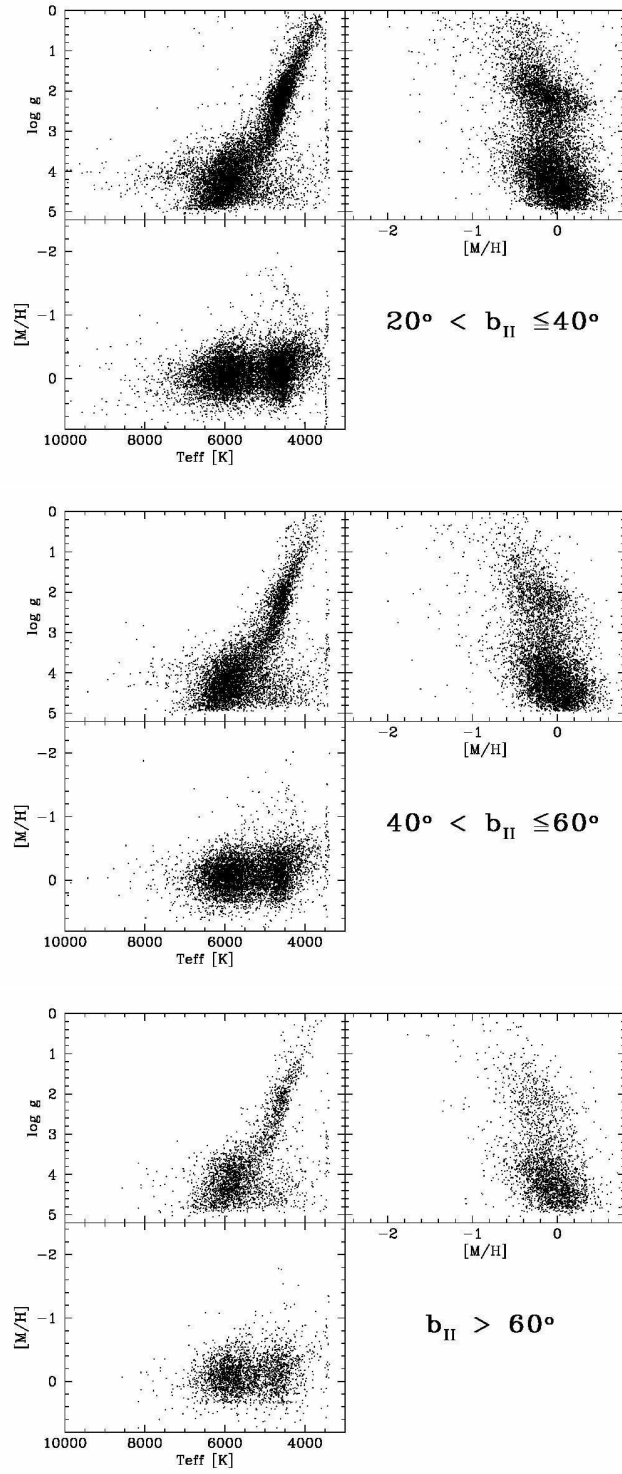 0
1
2
3
4
5
log g
-2 -1 0
[M/H]
-2
-1
0
[M/H]
20° < b_II ≦40°
10000 8000 6000 4000
Teff [K]
0
1
2
3
4
5
log g
-2 -1 0
[M/H]
-2
-1
0
[M/H]
40° < b_II ≦60°
10000 8000 6000 4000
Teff [K]
0
1
2
3
4
5
log g
-2 -1 0
[M/H]
-2
-1
0
[M/H]
b_II > 60°
10000 8000 6000 4000
Teff [K]